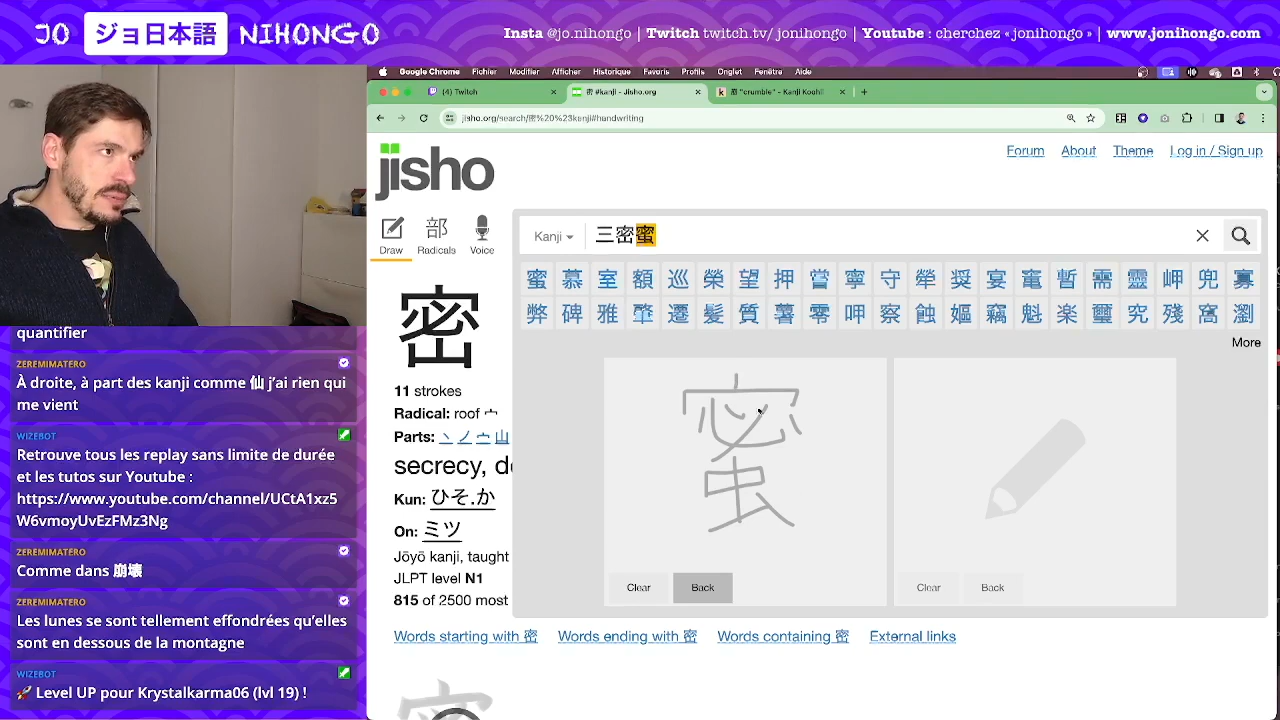 JO ジョ日本語 NIHONGO
Insta @jo.nihongo | Twitch twitch.tv/ jonihongo | Youtube : cherchez « jonihongo » | www.jonihongo.com
Google Chrome Fichier Modifier Afficher Historique Favoris Profils Onglet Fenêtre Aide
(4) Twitch
密 #kanji - Jisho.org
崩 "crumble" - Kanji Koohii
jisho.org/search/密%20%23kanji#handwriting
jisho
Forum About Theme Log in / Sign up
Draw Radicals Voice
Kanji 三密蜜
蜜慕室額巡榮望押嘗寧守犖奨宴竃暫需靈岬兜寡
弊碑雅肇遷髪質薯零呷察蝕嫗竊魁楽璽究殘窩瀏
More
密
11 strokes
Radical: roof 宀
Parts: 丶ノ宀山
secrecy, d
Kun: ひそ.か
On: ミツ
Jōyō kanji, taught
JLPT level N1
815 of 2500 most
蜜
Clear Back
Clear Back
Words starting with 密 Words ending with 密 Words containing 密 External links
quantifier
ZEREMIMATERO
À droite, à part des kanji comme 仙 j'ai rien qui
me vient
WIZEBOT
Retrouve tous les replay sans limite de durée
et les tutos sur Youtube :
https://www.youtube.com/channel/UCtA1xz5
W6vmoyUvEzFMz3Ng
ZEREMIMATERO
Comme dans 崩壊
ZEREMIMATERO
Les lunes se sont tellement effondrées qu'elles
sont en dessous de la montagne
WIZEBOT
🚀 Level UP pour Krystalkarma06 (lvl 19) !